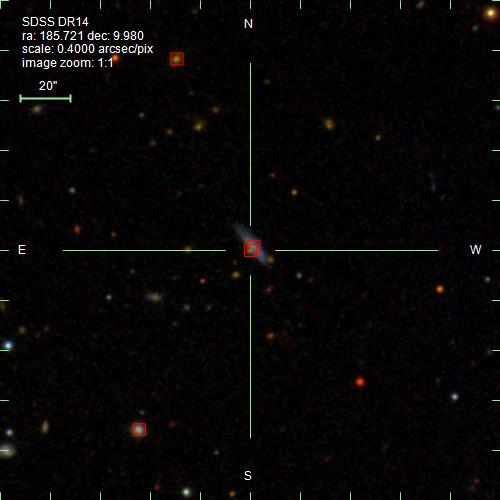 SDSS DR14
ra: 185.721 dec: 9.980
scale: 0.4000 arcsec/pix
image zoom: 1:1
20"
N
E
W
S